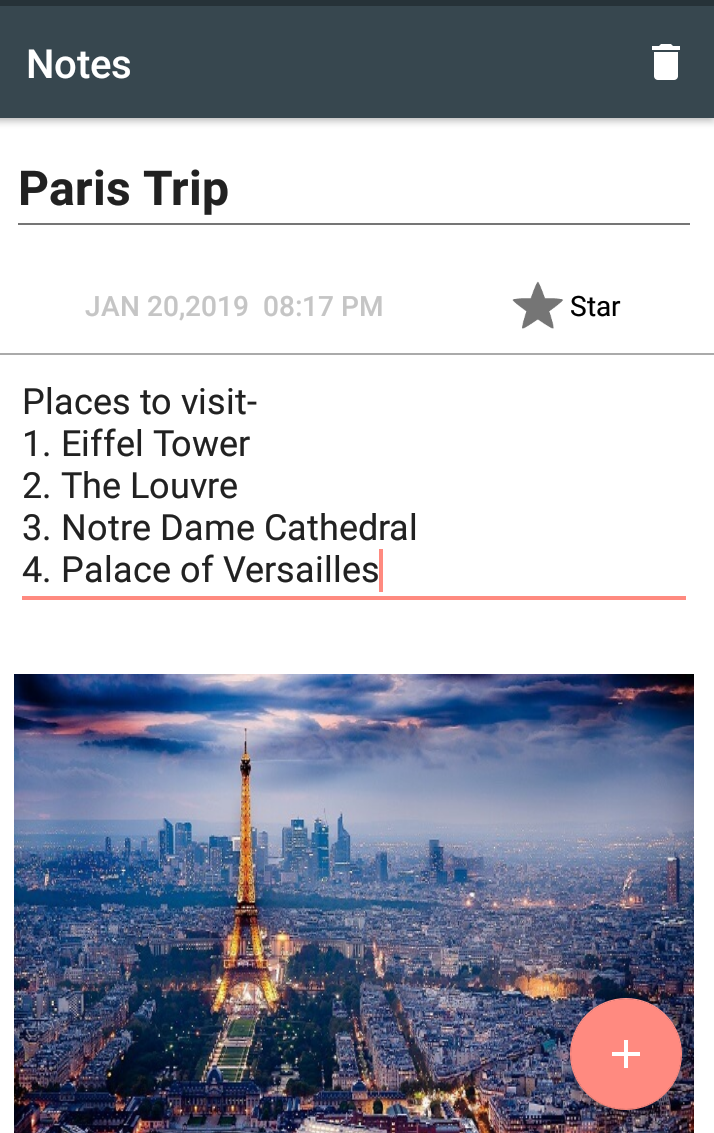 Notes
Paris Trip
JAN 20,2019  08:17 PM
Star
Places to visit-
1. Eiffel Tower
2. The Louvre
3. Notre Dame Cathedral
4. Palace of Versailles